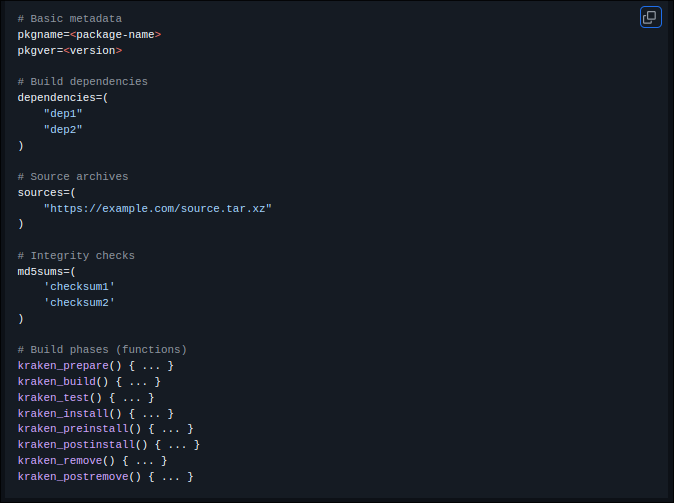 # Basic metadata
pkgname=<package-name>
pkgver=<version>

# Build dependencies
dependencies=(
    "dep1"
    "dep2"
)

# Source archives
sources=(
    "https://example.com/source.tar.xz"
)

# Integrity checks
md5sums=(
    'checksum1'
    'checksum2'
)

# Build phases (functions)
kraken_prepare() { ... }
kraken_build() { ... }
kraken_test() { ... }
kraken_install() { ... }
kraken_preinstall() { ... }
kraken_postinstall() { ... }
kraken_remove() { ... }
kraken_postremove() { ... }